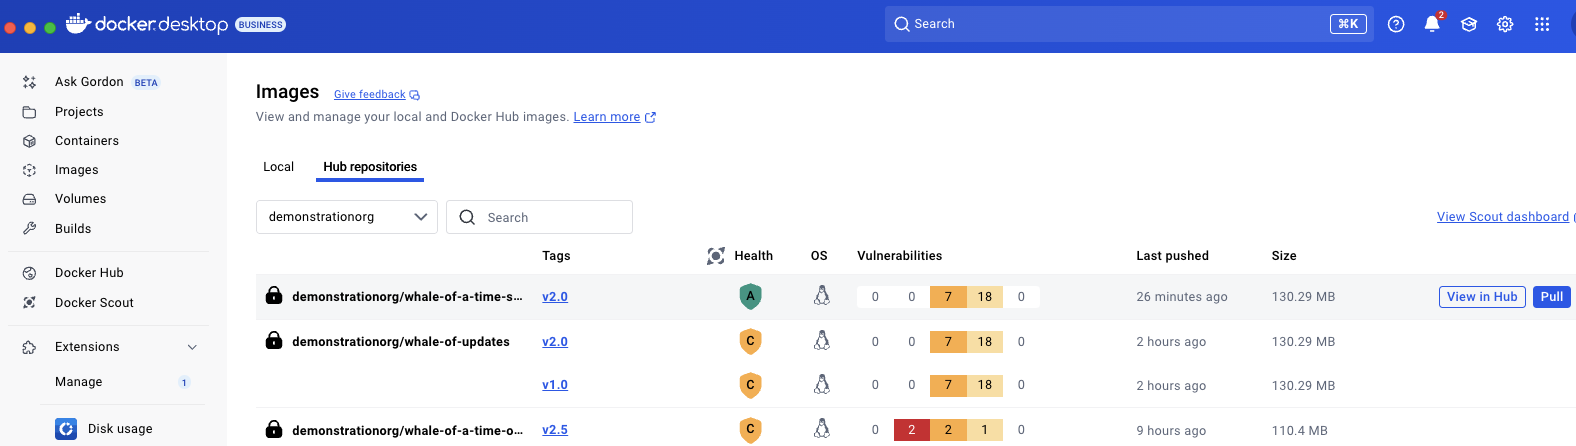 docker.desktop BUSINESS
Search ⌘K 2
Ask Gordon BETA
Projects
Containers
Images
Volumes
Builds
Docker Hub
Docker Scout
Extensions
Manage 1
Disk usage
Images Give feedback
View and manage your local and Docker Hub images. Learn more
Local Hub repositories
demonstrationorg Search
View Scout dashboard
Tags Health OS Vulnerabilities Last pushed Size
demonstrationorg/whale-of-a-time-s... v2.0 A 0 0 7 18 0 26 minutes ago 130.29 MB View in Hub Pull
demonstrationorg/whale-of-updates v2.0 C 0 0 7 18 0 2 hours ago 130.29 MB
v1.0 C 0 0 7 18 0 2 hours ago 130.29 MB
demonstrationorg/whale-of-a-time-o... v2.5 C 0 2 2 1 0 9 hours ago 110.4 MB